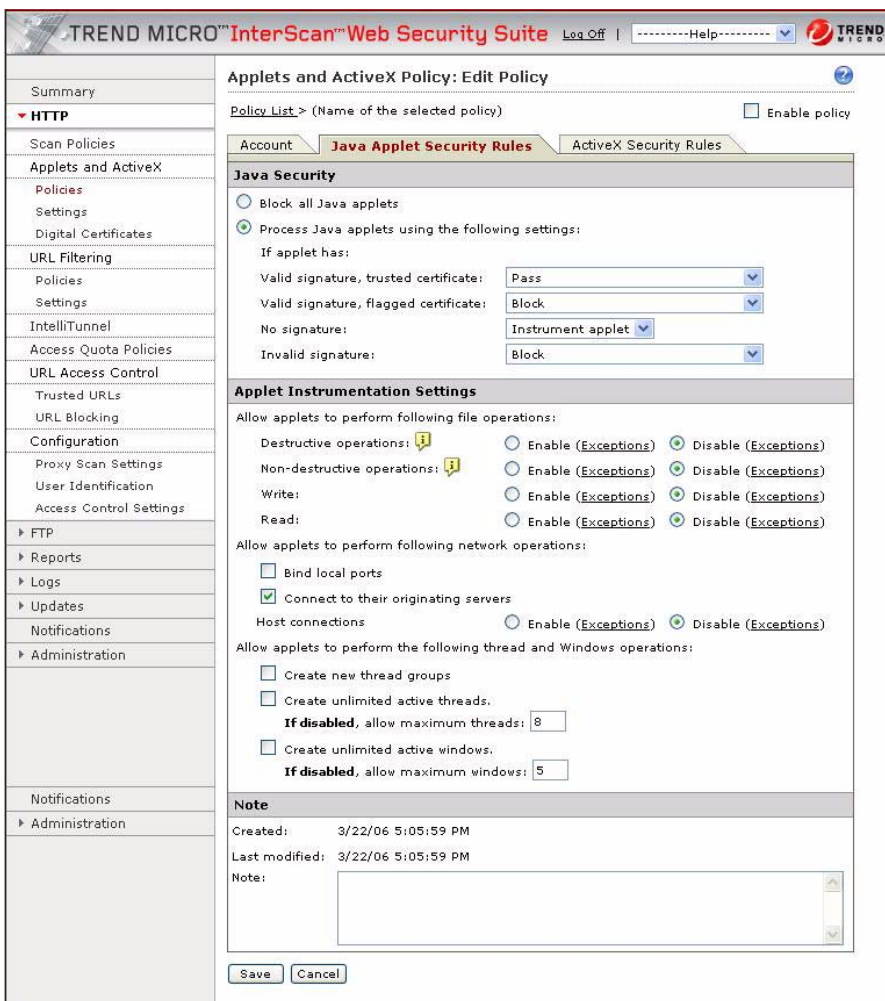 TREND MICRO™ InterScan™ Web Security Suite Log Off | ---------Help--------- TREND MICRO
Summary
HTTP
Scan Policies
Applets and ActiveX
Policies
Settings
Digital Certificates
URL Filtering
Policies
Settings
IntelliTunnel
Access Quota Policies
URL Access Control
Trusted URLs
URL Blocking
Configuration
Proxy Scan Settings
User Identification
Access Control Settings
FTP
Reports
Logs
Updates
Notifications
Administration
Notifications
Administration
Applets and ActiveX Policy: Edit Policy
Policy List > (Name of the selected policy) Enable policy
Account Java Applet Security Rules ActiveX Security Rules
Java Security
Block all Java applets
Process Java applets using the following settings:
If applet has:
Valid signature, trusted certificate: Pass
Valid signature, flagged certificate: Block
No signature: Instrument applet
Invalid signature: Block
Applet Instrumentation Settings
Allow applets to perform following file operations:
Destructive operations: Enable (Exceptions) Disable (Exceptions)
Non-destructive operations: Enable (Exceptions) Disable (Exceptions)
Write: Enable (Exceptions) Disable (Exceptions)
Read: Enable (Exceptions) Disable (Exceptions)
Allow applets to perform following network operations:
Bind local ports
Connect to their originating servers
Host connections Enable (Exceptions) Disable (Exceptions)
Allow applets to perform the following thread and Windows operations:
Create new thread groups
Create unlimited active threads.
If disabled, allow maximum threads: 8
Create unlimited active windows.
If disabled, allow maximum windows: 5
Note
Created: 3/22/06 5:05:59 PM
Last modified: 3/22/06 5:05:59 PM
Note:
Save Cancel